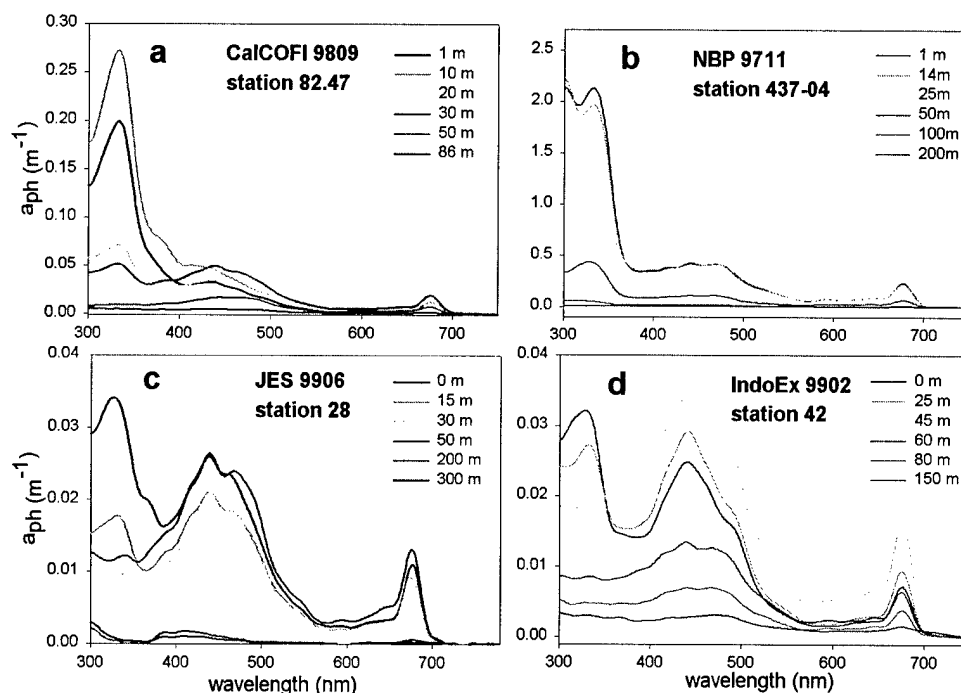 a
CalCOFI 9809
station 82.47
1 m
10 m
20 m
30 m
50 m
86 m
0.30
0.25
0.20
0.15
0.10
0.05
0.00
aph (m-1)
300 400 500 600 700
b
NBP 9711
station 437-04
1 m
14m
25m
50m
100m
200m
2.5
2.0
1.5
1.0
0.5
0.0
300 400 500 600 700
c
JES 9906
station 28
0 m
15 m
30 m
50 m
200 m
300 m
0.04
0.03
0.02
0.01
0.00
aph (m-1)
300 400 500 600 700
wavelength (nm)
d
IndoEx 9902
station 42
0 m
25 m
45 m
60 m
80 m
150 m
0.04
0.03
0.02
0.01
0.00
300 400 500 600 700
wavelength (nm)